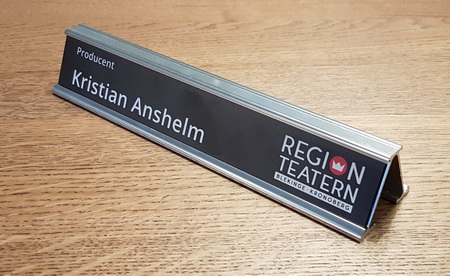 Producent
Kristian Anshelm
REGION
TEATERN
BLEKINGE KRONOBERG